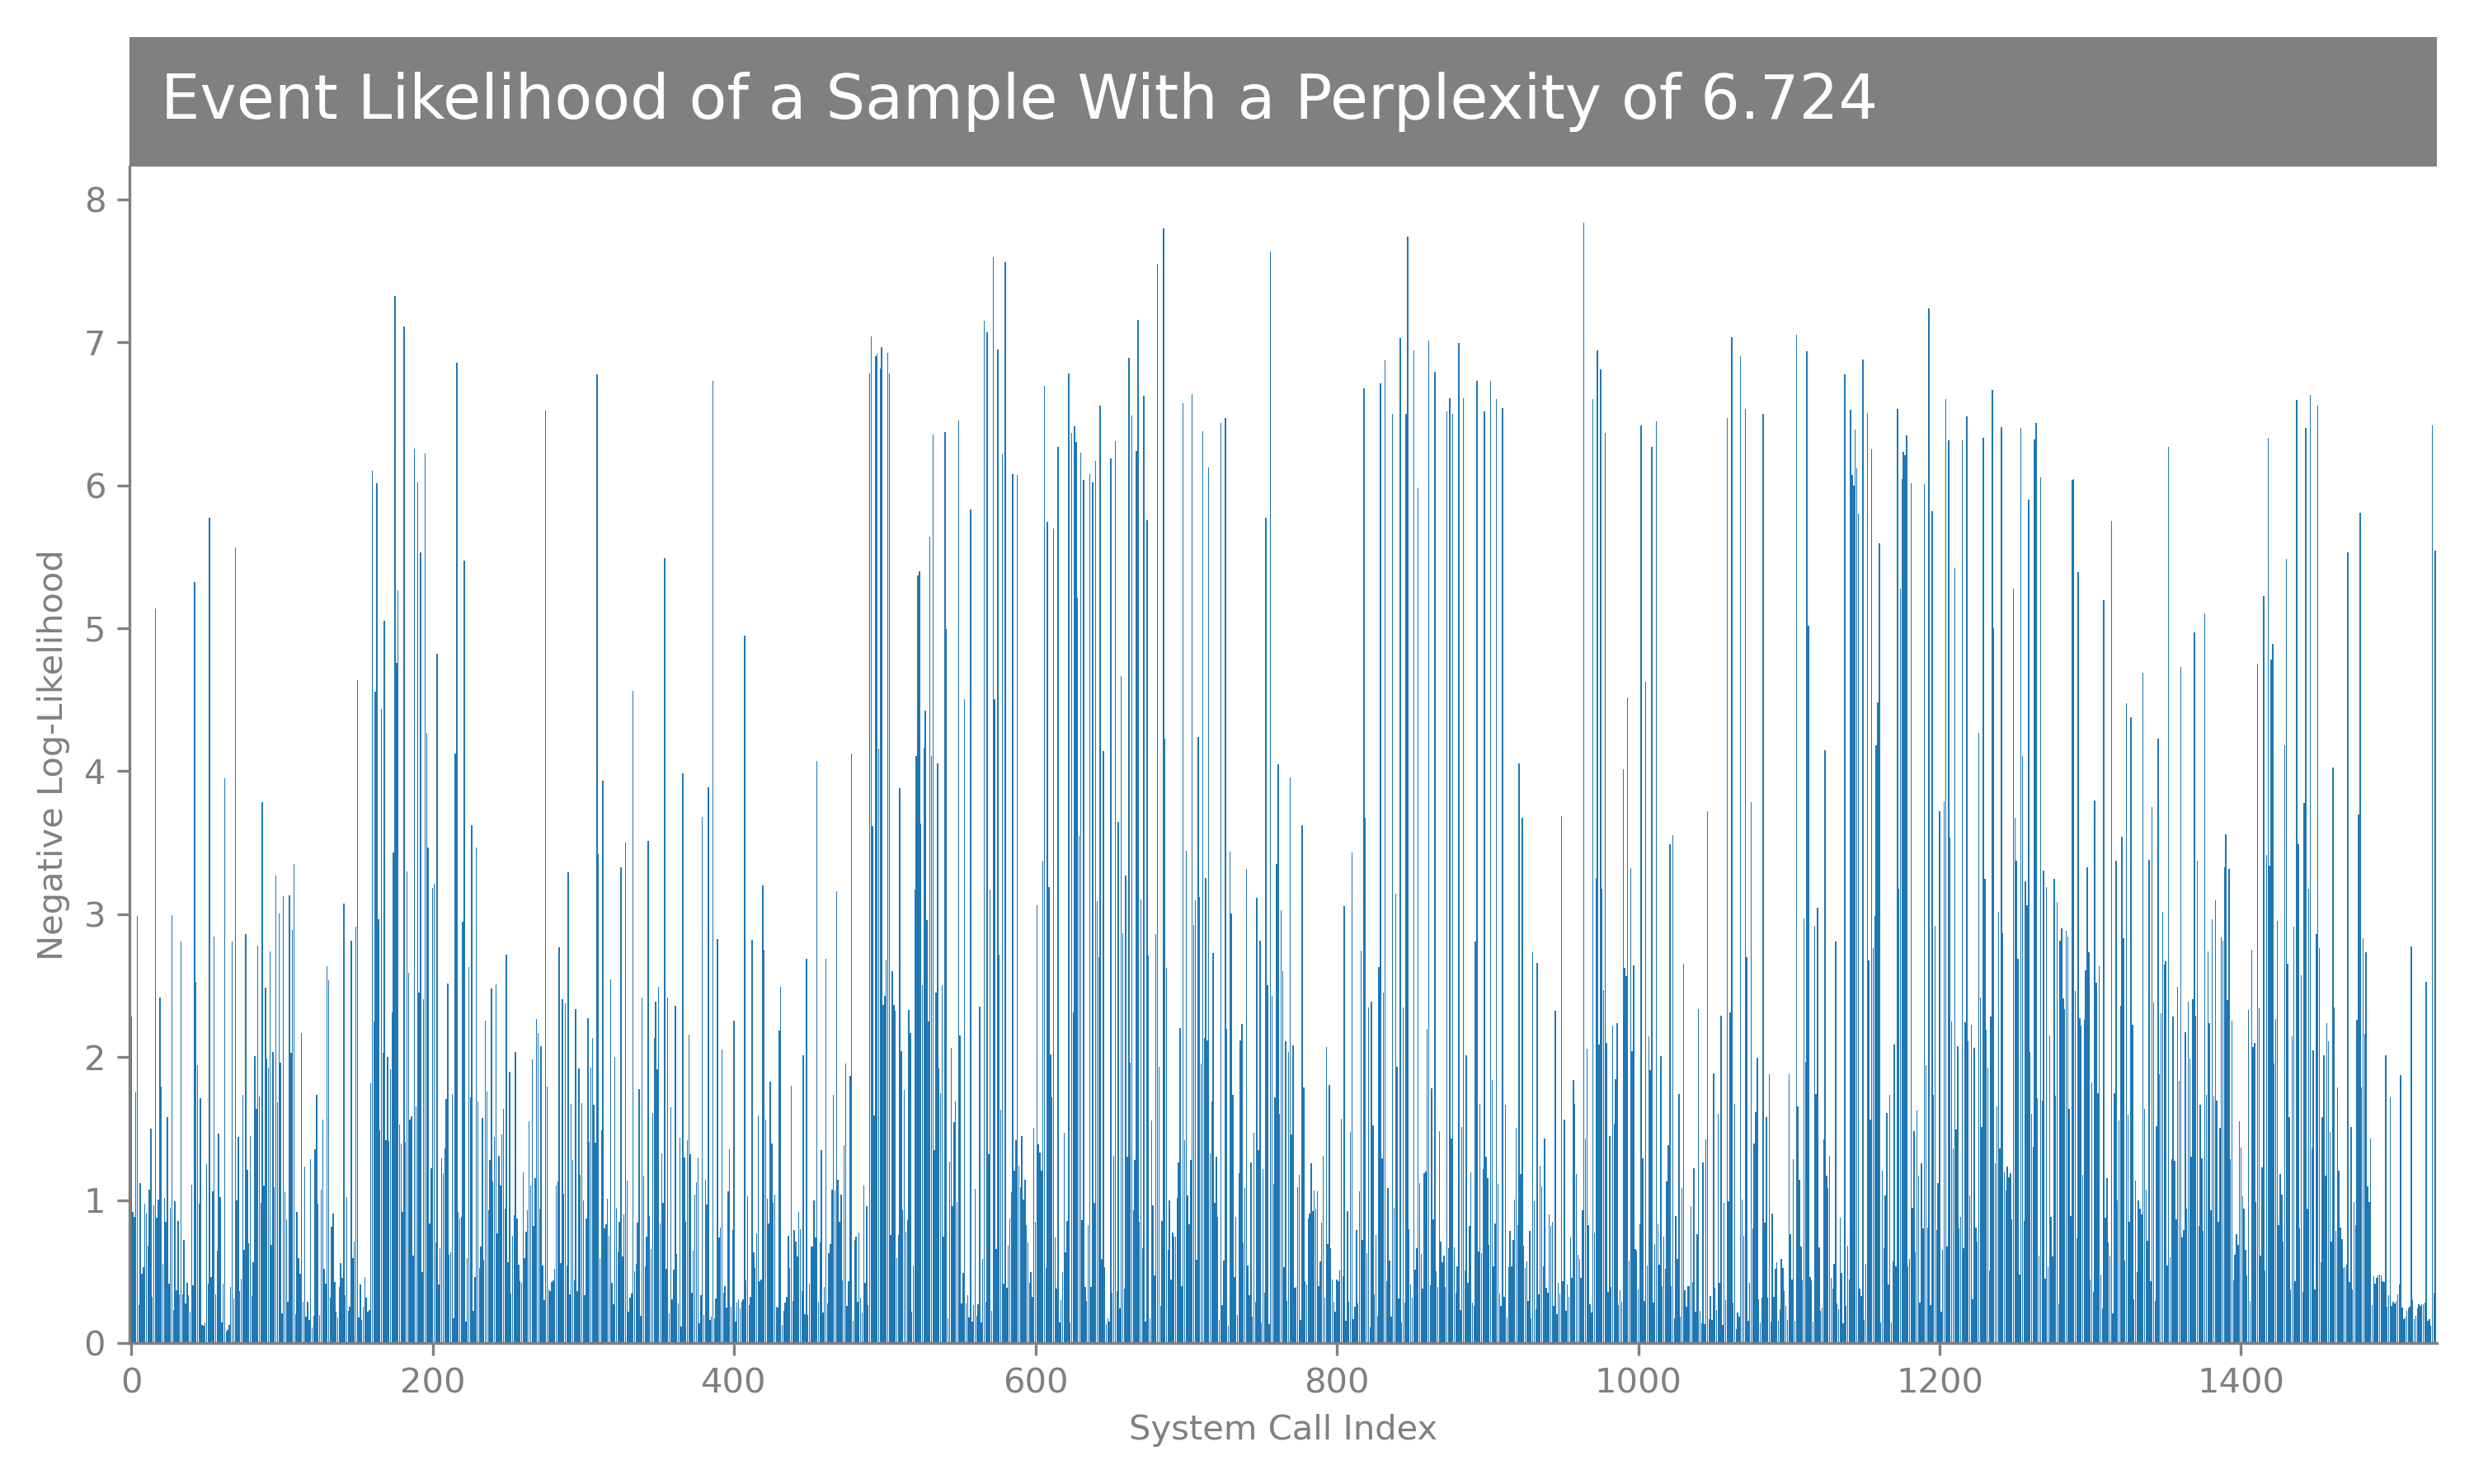 Event Likelihood of a Sample With a Perplexity of 6.724
8
7
6
5
4
3
2
1
0
Negative Log-Likelihood
0 200 400 600 800 1000 1200 1400
System Call Index